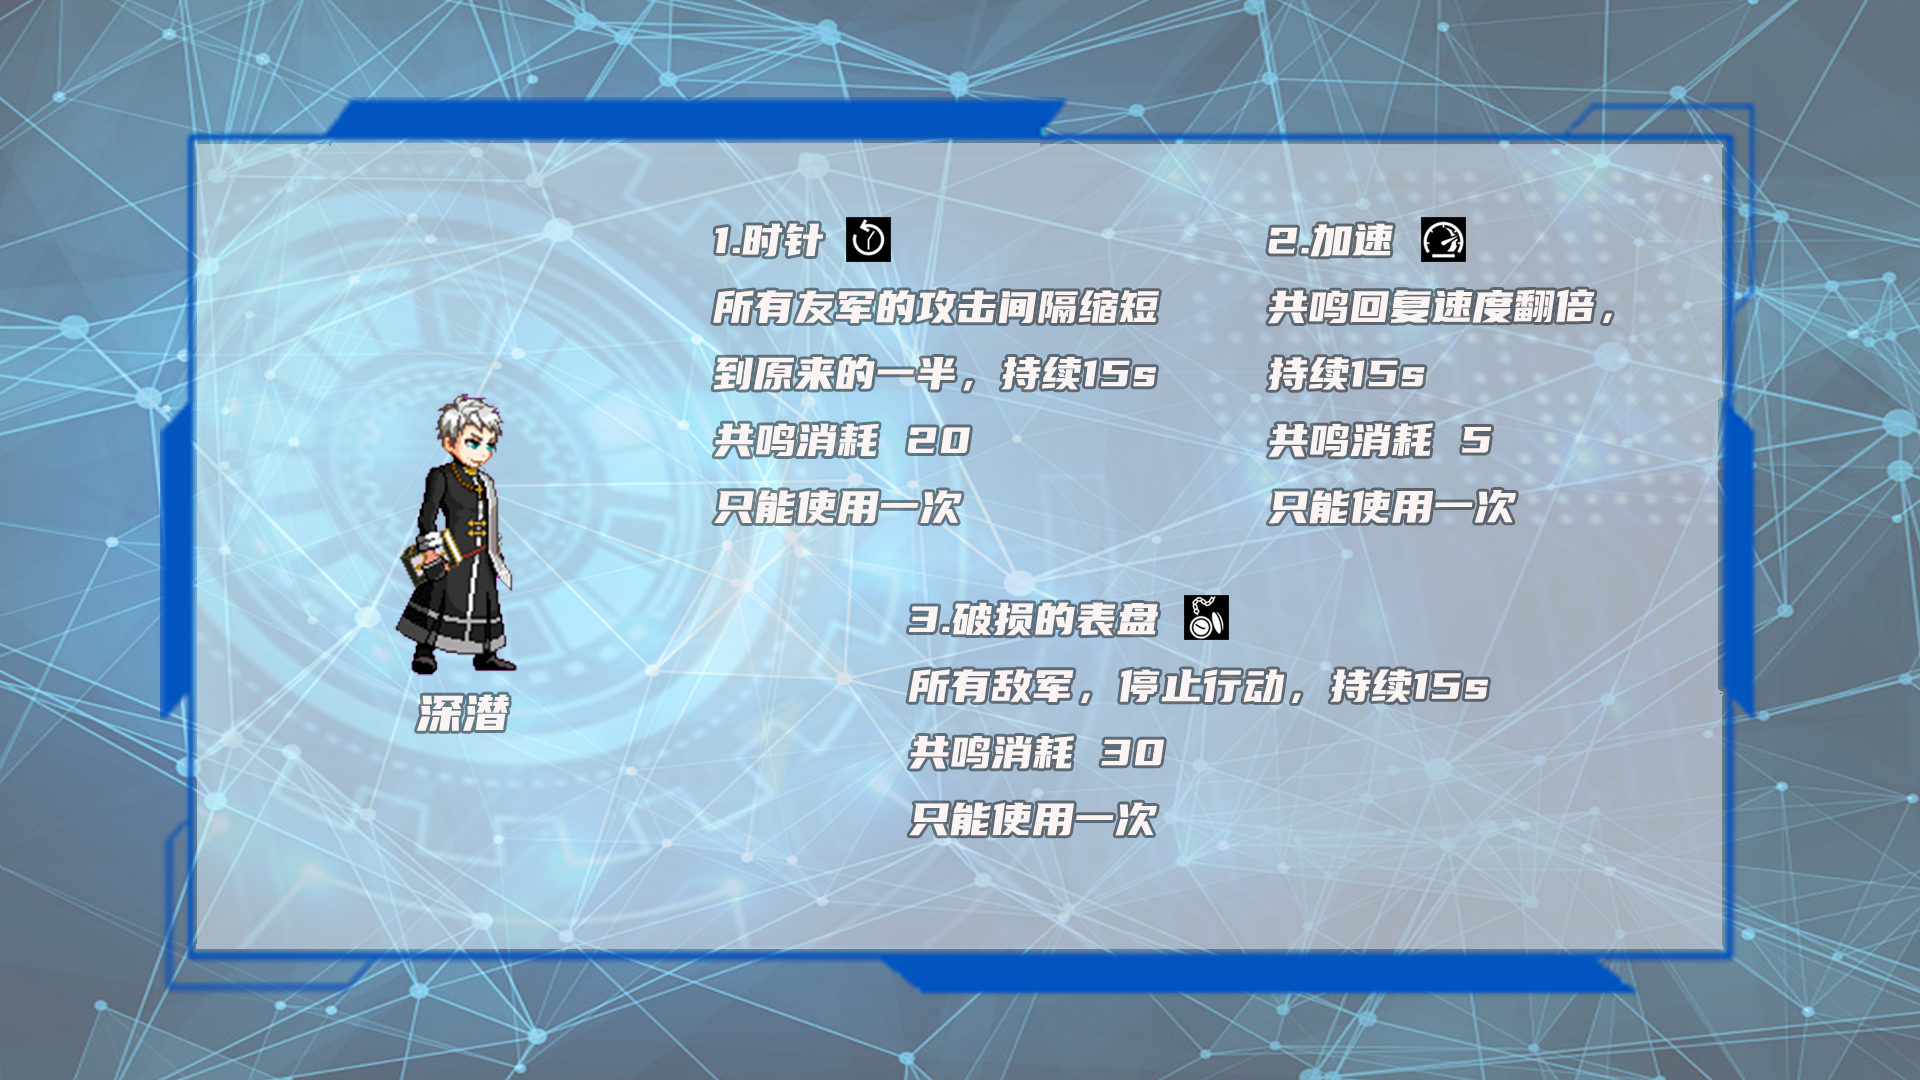 1.时针
所有友军的攻击间隔缩短
到原来的一半，持续15s
共鸣消耗 20
只能使用一次
2.加速
共鸣回复速度翻倍，
持续15s
共鸣消耗 5
只能使用一次
3.破损的表盘
所有敌军，停止行动，持续15s
共鸣消耗 30
只能使用一次
深潜